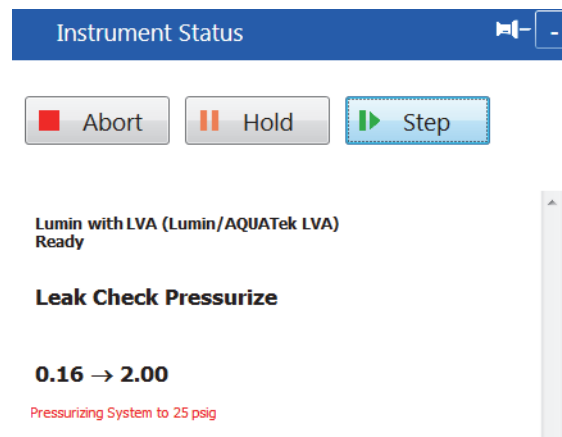 Instrument Status
Abort Hold Step
Lumin with LVA (Lumin/AQUATek LVA)
Ready
Leak Check Pressurize
0.16 → 2.00
Pressurizing System to 25 psig